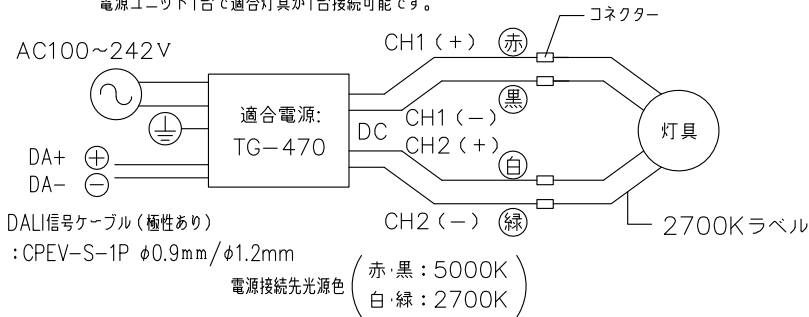 電源ユニット1台で適合灯具が1台接続可能です。
コネクター
AC100~242V
CH1(+) 赤
黒
適合電源:
TG-470
DC
CH1(-)
CH2(+)
白
灯具
DA+ +
DA- -
CH2(-) 緑
2700Kラベル
DALI信号ケーブル(極性あり)
:CPEV-S-1P φ0.9mm/φ1.2mm
電源接続先光源色
赤・黒:5000K
白・緑:2700K